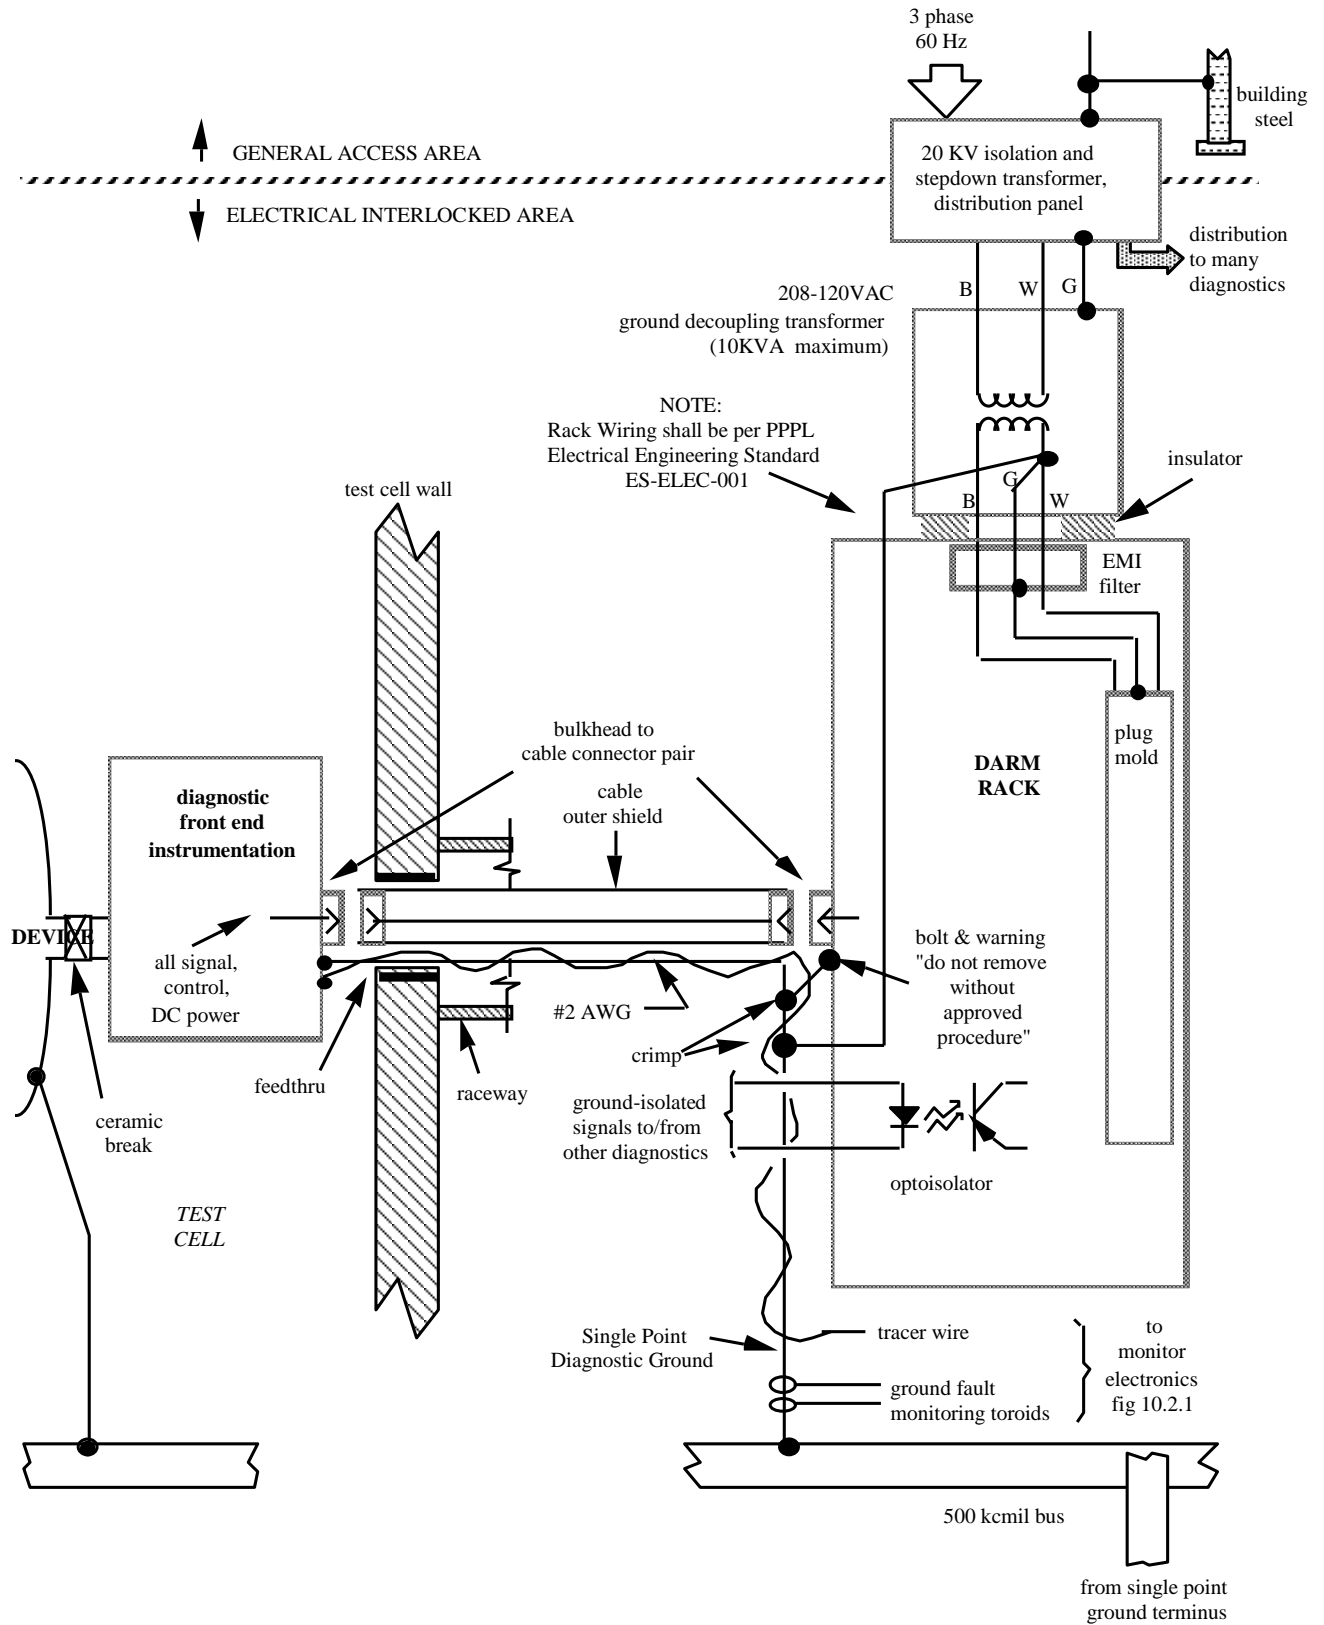 3 phase
60 Hz
building
steel
GENERAL ACCESS AREA
20 KV isolation and
stepdown transformer,
distribution panel
ELECTRICAL INTERLOCKED AREA
distribution
to many
diagnostics
B
W
G
208-120VAC
ground decoupling transformer
(10KVA maximum)
NOTE:
Rack Wiring shall be per PPPL
Electrical Engineering Standard
ES-ELEC-001
insulator
G
B
W
test cell wall
EMI
filter
plug
mold
DARM
RACK
bulkhead to
cable connector pair
cable
outer shield
diagnostic
front end
instrumentation
DEVICE
all signal,
control,
DC power
bolt & warning
"do not remove
without
approved
procedure"
#2 AWG
crimp
feedthru
raceway
ceramic
break
ground-isolated
signals to/from
other diagnostics
optoisolator
TEST
CELL
Single Point
Diagnostic Ground
tracer wire
to
monitor
electronics
fig 10.2.1
ground fault
monitoring toroids
500 kcmil bus
from single point
ground terminus